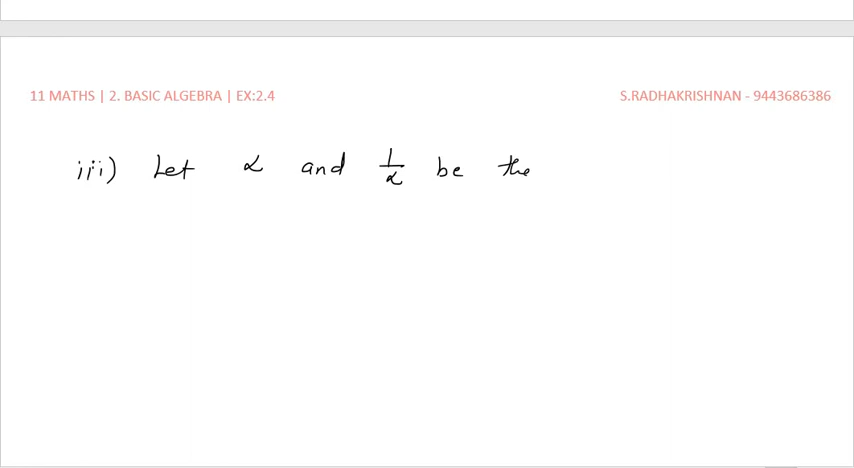 11 MATHS | 2. BASIC ALGEBRA | EX:2.4 S.RADHAKRISHNAN - 9443686386
iii) Let α and 1/α be the